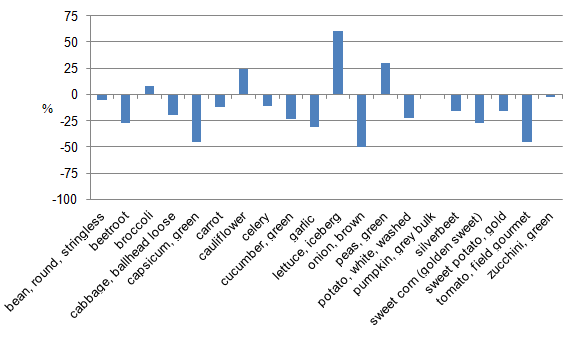 75
50
25
0
-25
-50
-75
-100
%
bean, round, stringless
beetroot
broccoli
cabbage, ballhead loose
capsicum, green
carrot
cauliflower
celery
cucumber, green
garlic
lettuce, iceberg
onion, brown
peas, green
potato, white, washed
pumpkin, grey bulk
silverbeet
sweet corn (golden sweet)
sweet potato, gold
tomato, field gourmet
zucchini, green